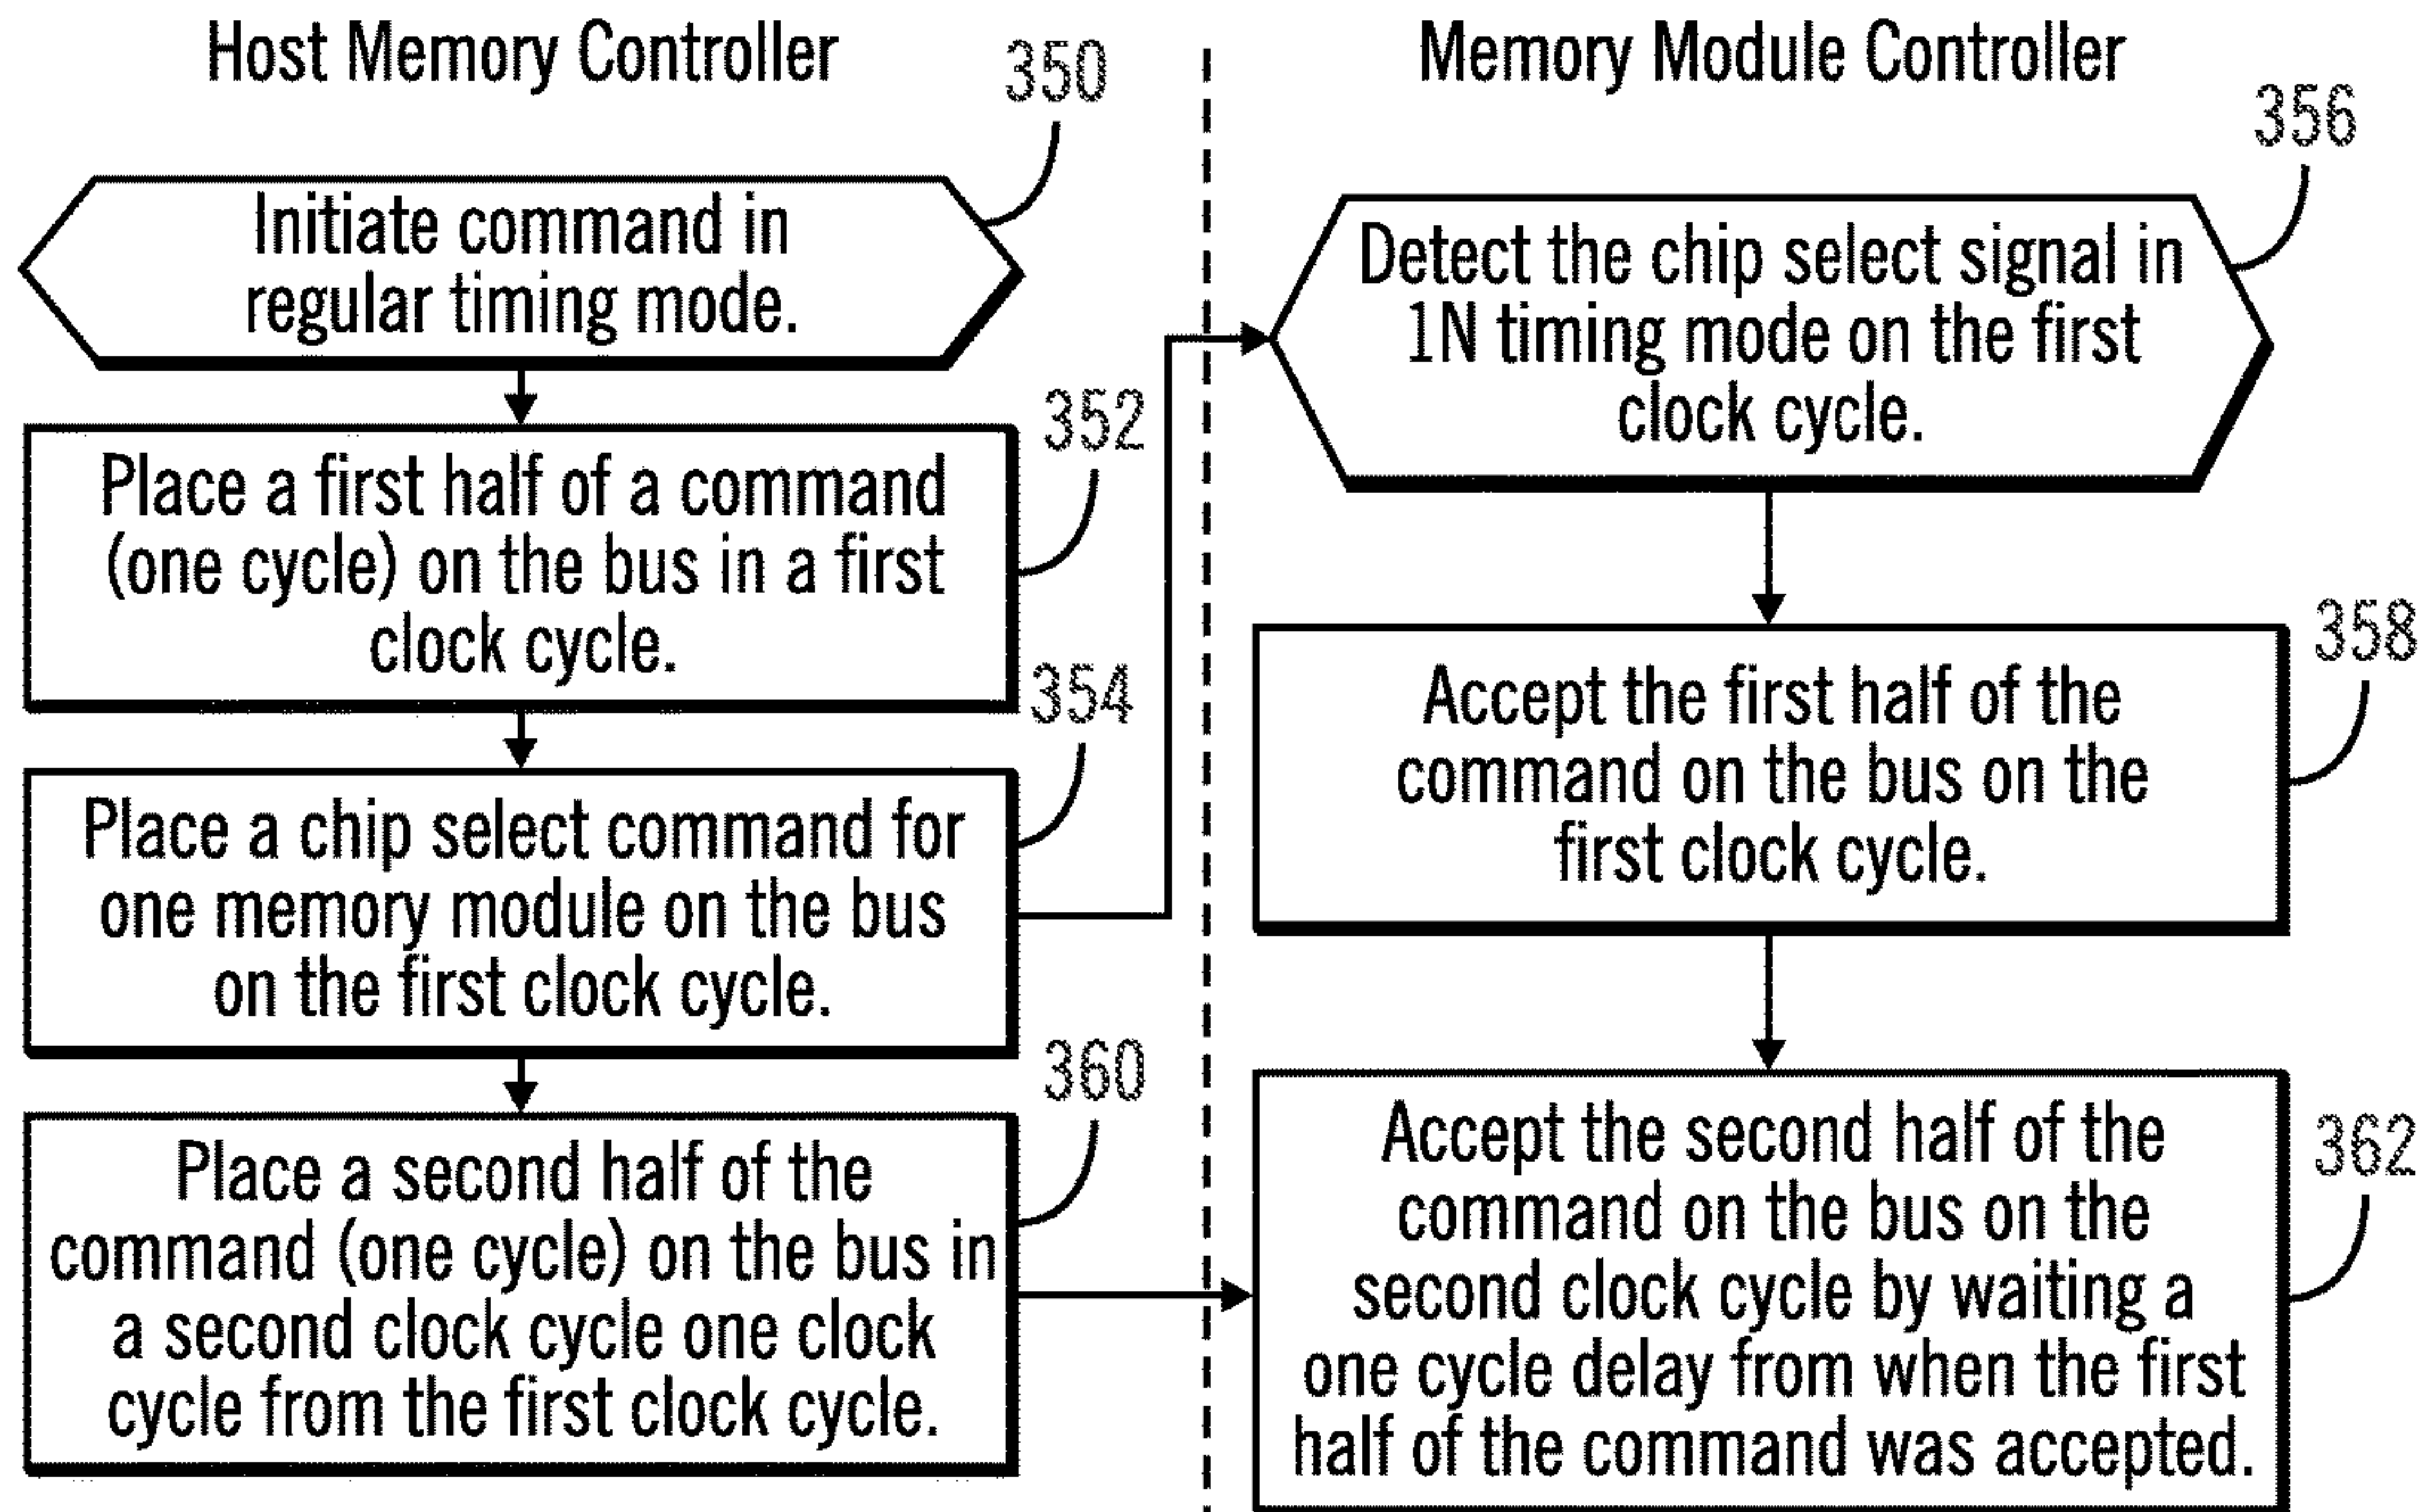 Host Memory Controller
350
Initiate command in
regular timing mode.
352
Place a first half of a command
(one cycle) on the bus in a first
clock cycle.
354
Place a chip select command for
one memory module on the bus
on the first clock cycle.
360
Place a second half of the
command (one cycle) on the bus in
a second clock cycle one clock
cycle from the first clock cycle.
Memory Module Controller
356
Detect the chip select signal in
1N timing mode on the first
clock cycle.
358
Accept the first half of the
command on the bus on the
first clock cycle.
362
Accept the second half of the
command on the bus on the
second clock cycle by waiting a
one cycle delay from when the first
half of the command was accepted.